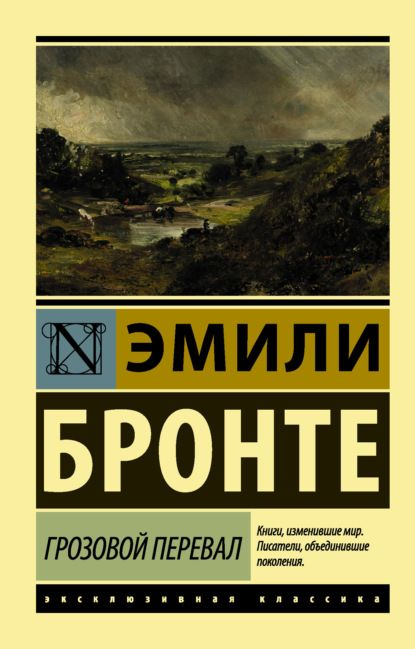 N
ЭМИЛИ
БРОНТЕ
ГРОЗОВОЙ ПЕРЕВАЛ
Книги, изменившие мир.
Писатели, объединившие
поколения.
эксклюзивная классика